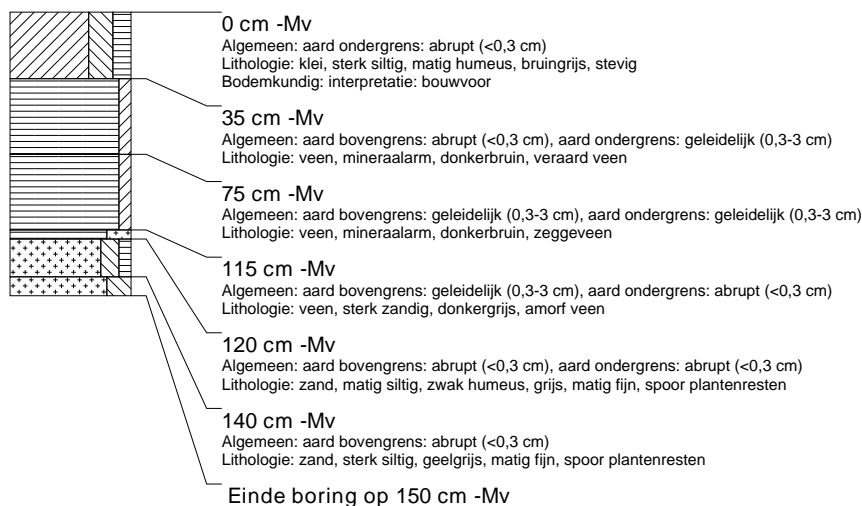 0 cm -Mv
Algemeen: aard ondergrens: abrupt (<0,3 cm)
Lithologie: klei, sterk siltig, matig humeus, bruingrijs, stevig
Bodemkundig: interpretatie: bouwvoor
35 cm -Mv
Algemeen: aard bovengrens: abrupt (<0,3 cm), aard ondergrens: geleidelijk (0,3-3 cm)
Lithologie: veen, mineraalarm, donkerbruin, veraard veen
75 cm -Mv
Algemeen: aard bovengrens: geleidelijk (0,3-3 cm), aard ondergrens: geleidelijk (0,3-3 cm)
Lithologie: veen, mineraalarm, donkerbruin, zeggeveen
115 cm -Mv
Algemeen: aard bovengrens: geleidelijk (0,3-3 cm), aard ondergrens: abrupt (<0,3 cm)
Lithologie: veen, sterk zandig, donkergrijs, amorf veen
120 cm -Mv
Algemeen: aard bovengrens: abrupt (<0,3 cm), aard ondergrens: abrupt (<0,3 cm)
Lithologie: zand, matig siltig, zwak humeus, grijs, matig fijn, spoor plantenresten
140 cm -Mv
Algemeen: aard bovengrens: abrupt (<0,3 cm)
Lithologie: zand, sterk siltig, geelgrijs, matig fijn, spoor plantenresten
Einde boring op 150 cm -Mv